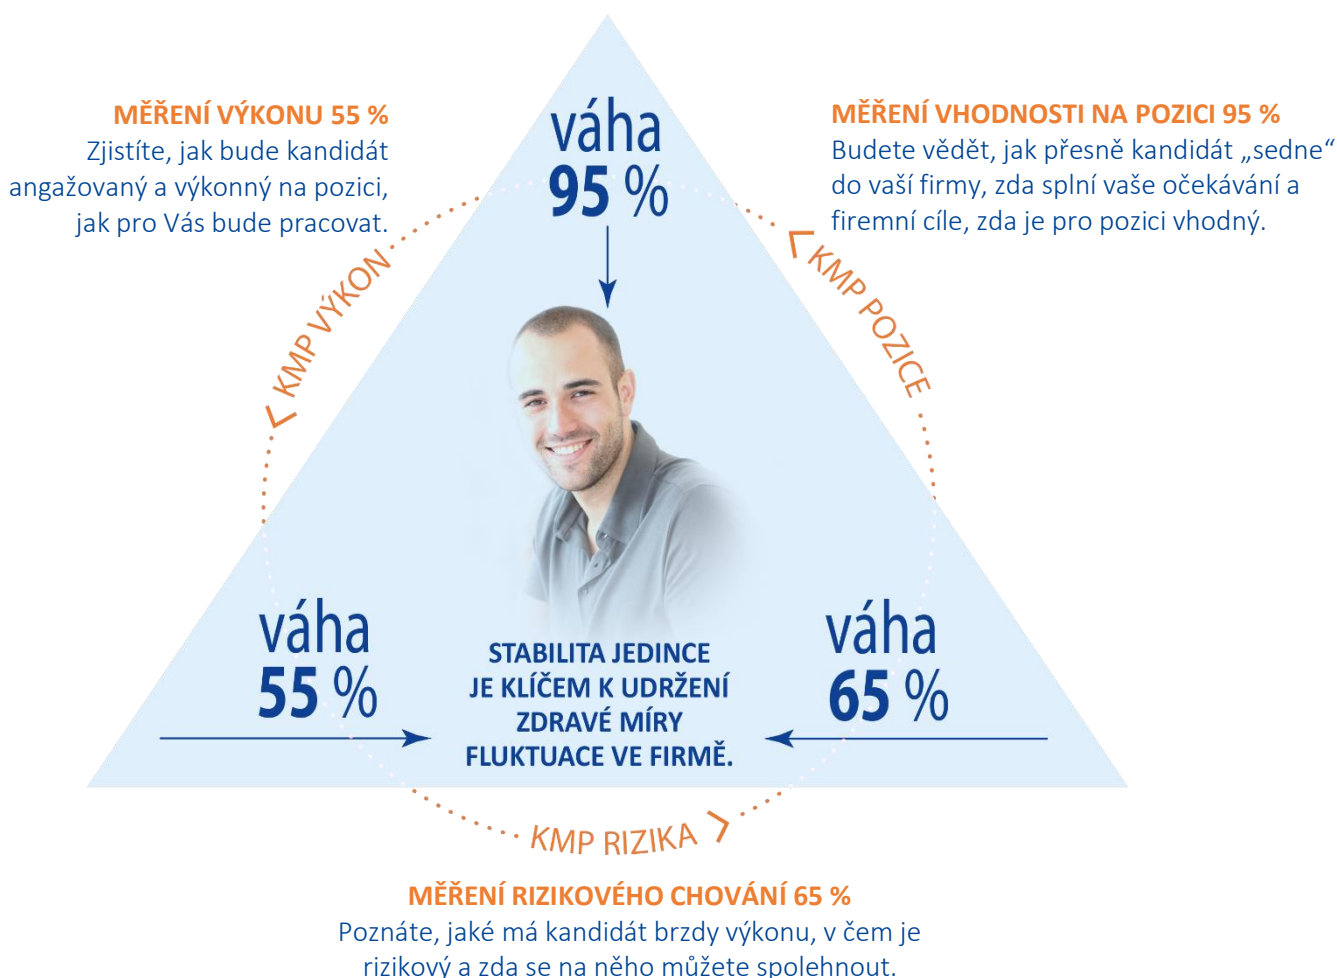 MĚŘENÍ VÝKONU 55 %
Zjistíte, jak bude kandidát
angažovaný a výkonný na pozici,
jak pro Vás bude pracovat.
váha
95 %
MĚŘENÍ VHODNOSTI NA POZICI 95 %
Budete vědět, jak přesně kandidát „sedne“
do vaší firmy, zda splní vaše očekávání a
firemní cíle, zda je pro pozici vhodný.
KMP VÝKON
KMP POZICE
váha
55 %
STABILITA JEDINCE
JE KLÍČEM K UDRŽENÍ
ZDRAVÉ MÍRY
FLUKTUACE VE FIRMĚ.
váha
65 %
KMP RIZIKA
MĚŘENÍ RIZIKOVÉHO CHOVÁNÍ 65 %
Poznáte, jaké má kandidát brzdy výkonu, v čem je
rizikový a zda se na něho můžete spolehnout.